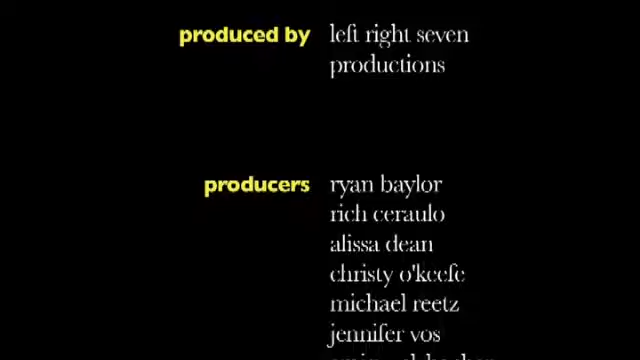 produced by left right seven
productions
producers ryan baylor
rich ceraulo
alissa dean
christy o'keefe
michael reetz
jennifer vos